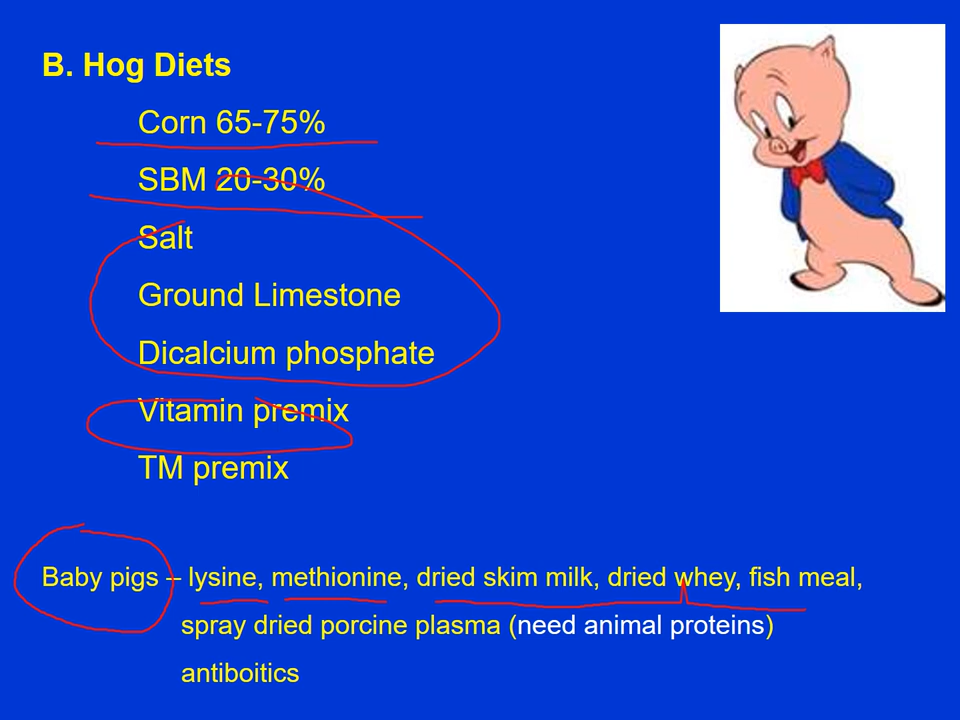 B. Hog Diets
Corn 65-75%
SBM 20-30%
Salt
Ground Limestone
Dicalcium phosphate
Vitamin premix
TM premix
Baby pigs – lysine, methionine, dried skim milk, dried whey, fish meal,
spray dried porcine plasma (need animal proteins)
antiboitics